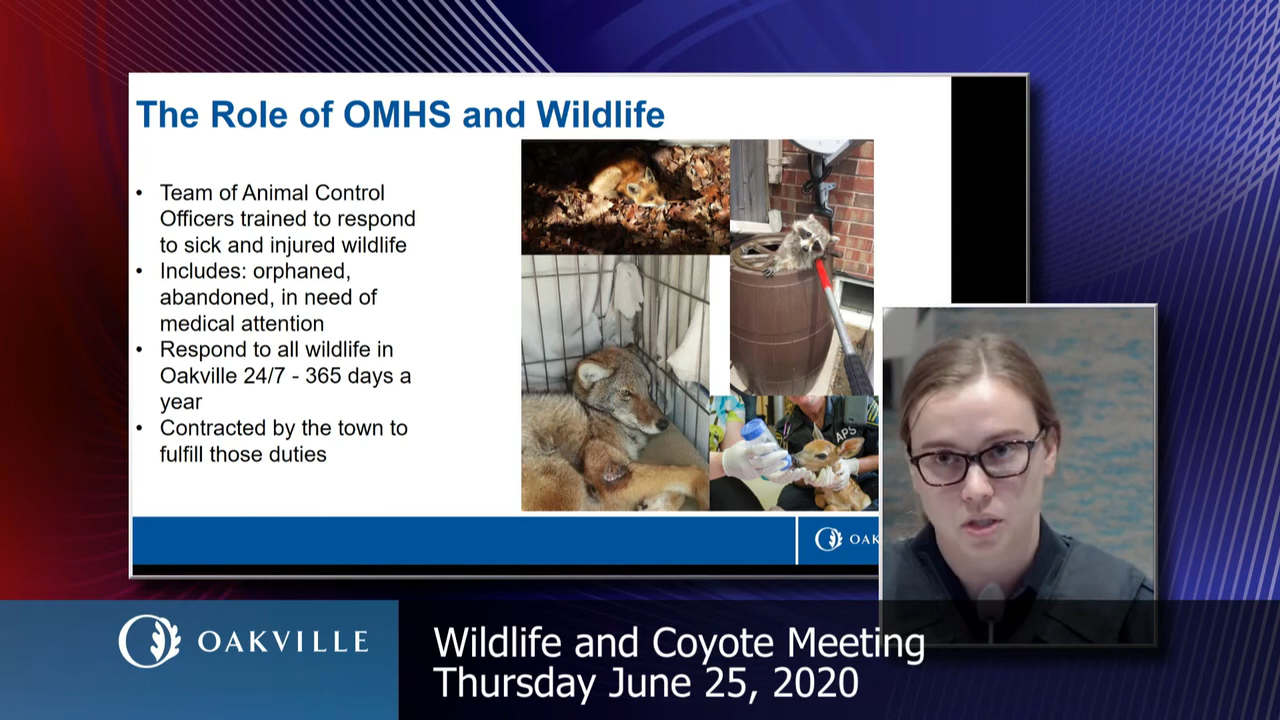 The Role of OMHS and Wildlife
• Team of Animal Control
Officers trained to respond
to sick and injured wildlife
• Includes: orphaned,
abandoned, in need of
medical attention
• Respond to all wildlife in
Oakville 24/7 - 365 days a
year
• Contracted by the town to
fulfill those duties
APS
OAK
OAKVILLE
Wildlife and Coyote Meeting
Thursday June 25, 2020